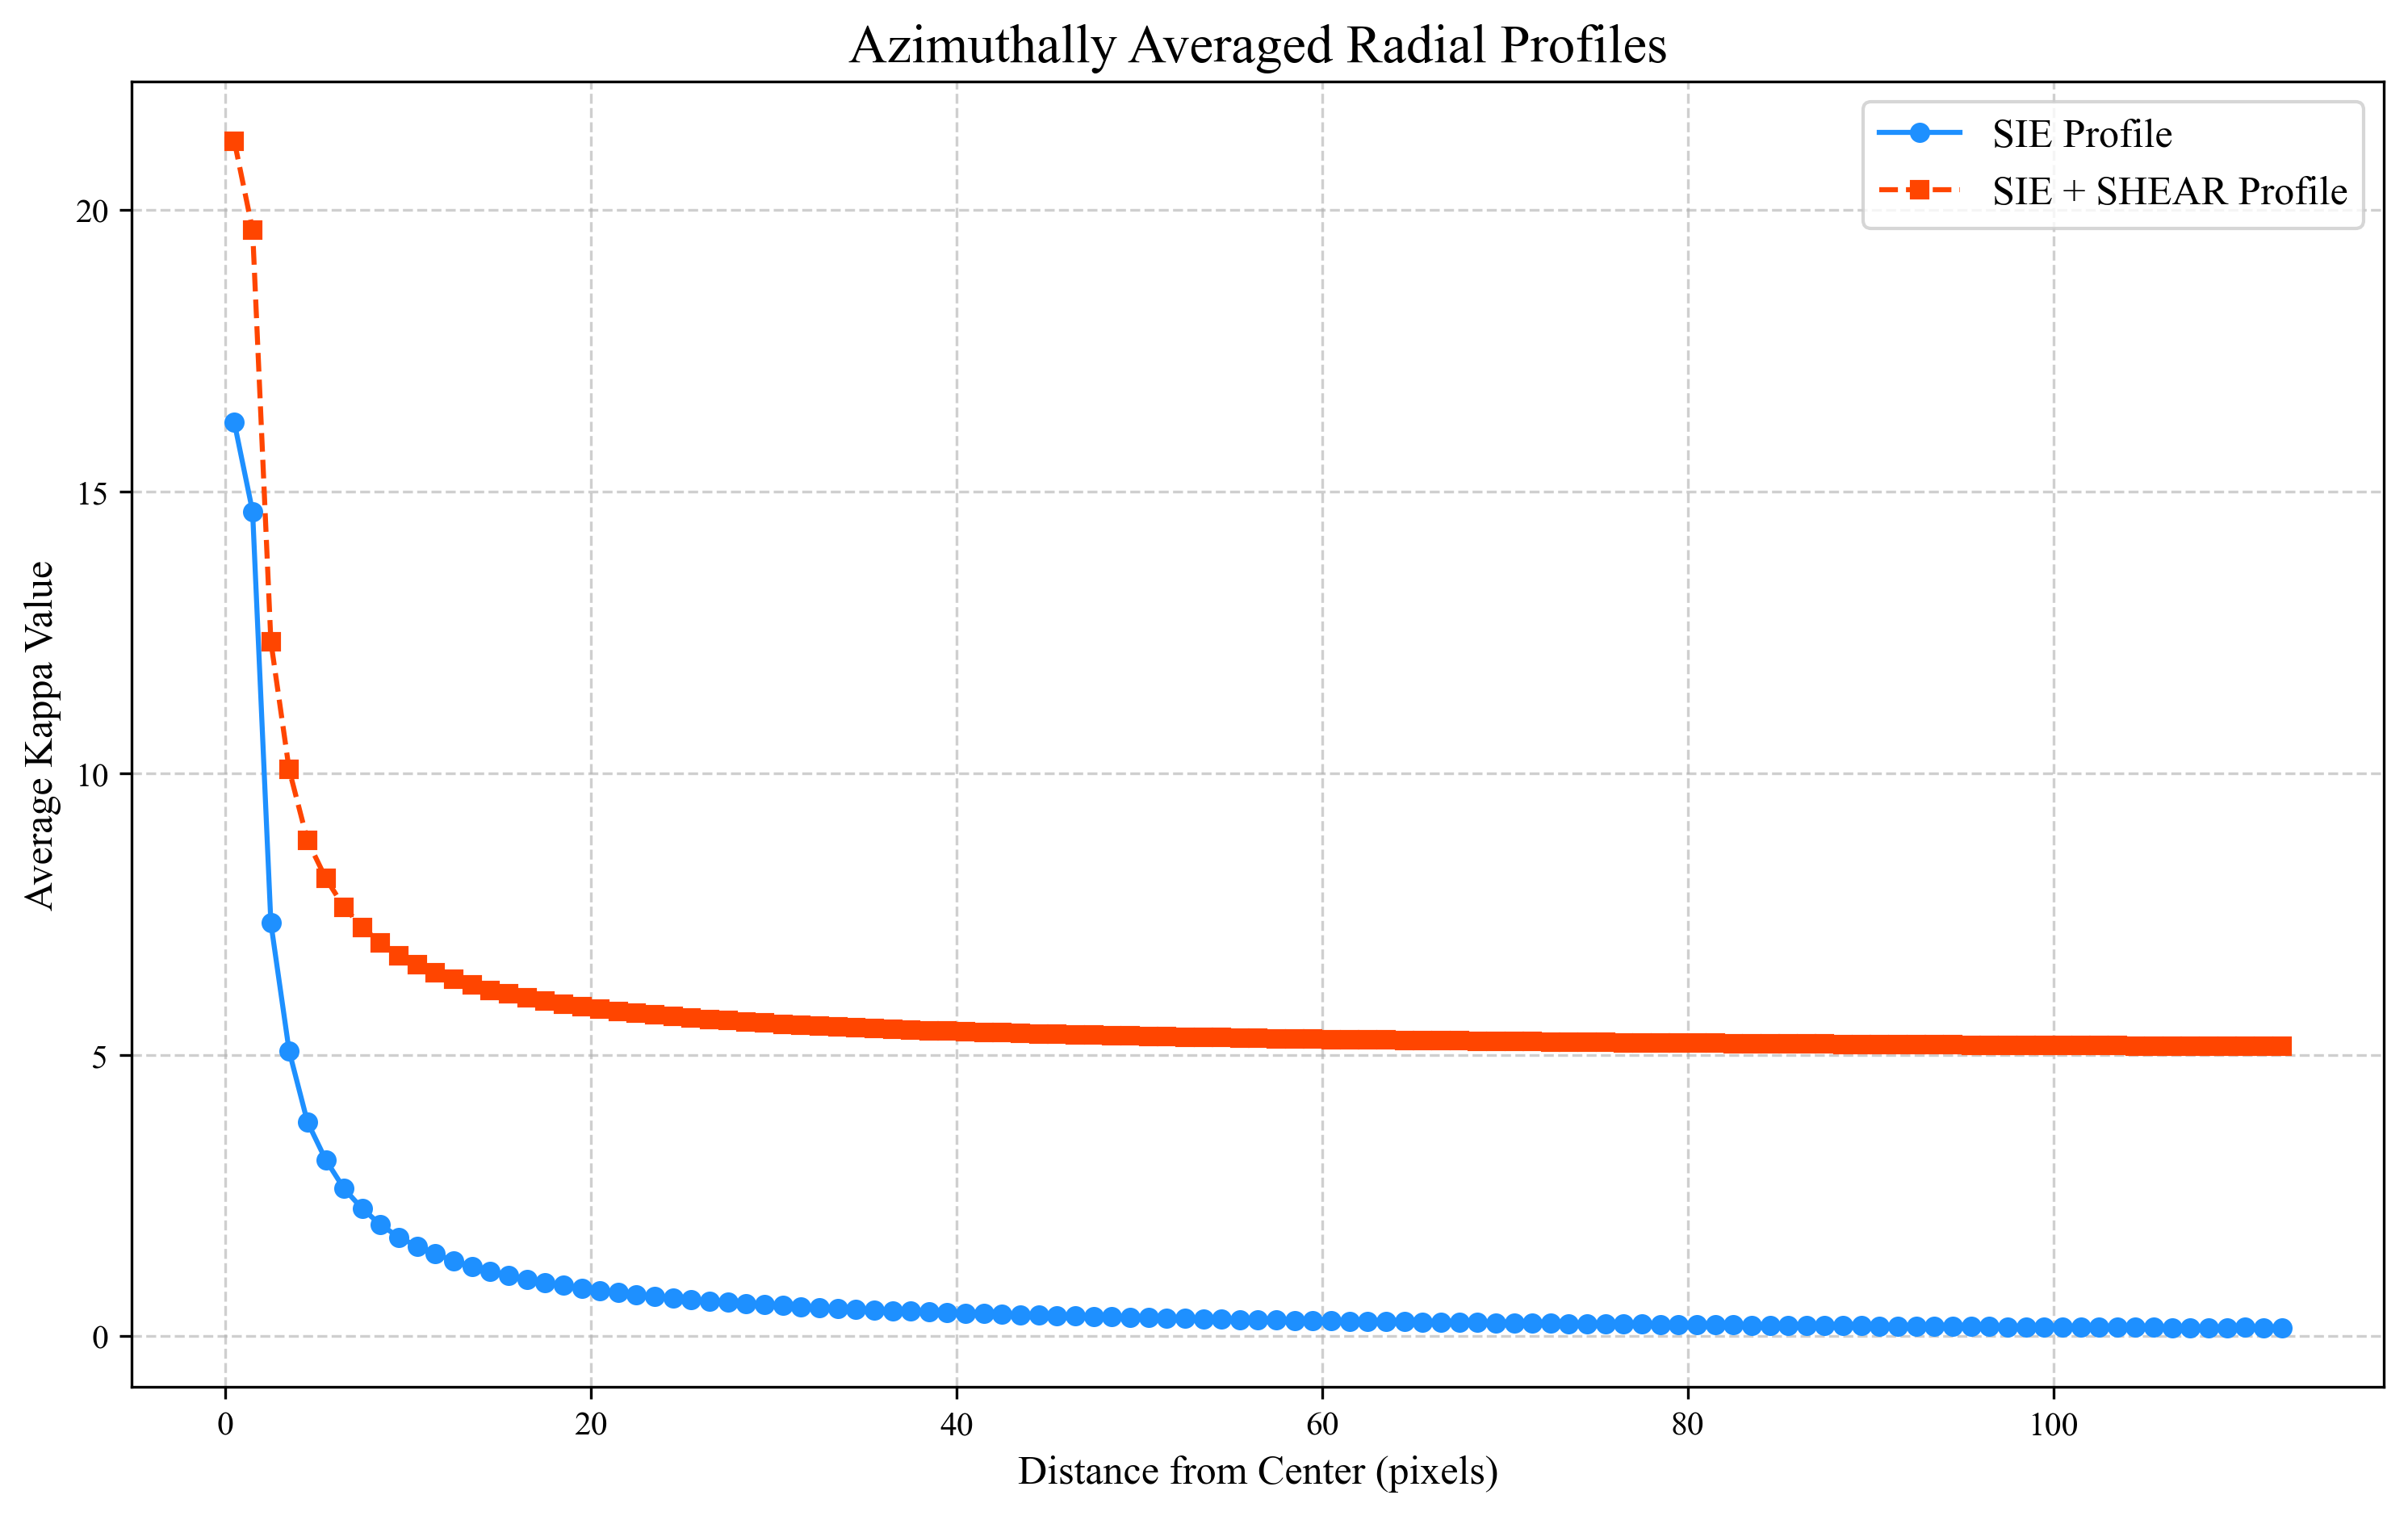 Azimuthally Averaged Radial Profiles
SIE Profile
SIE + SHEAR Profile
Average Kappa Value
20
15
10
5
0
0 20 40 60 80 100
Distance from Center (pixels)